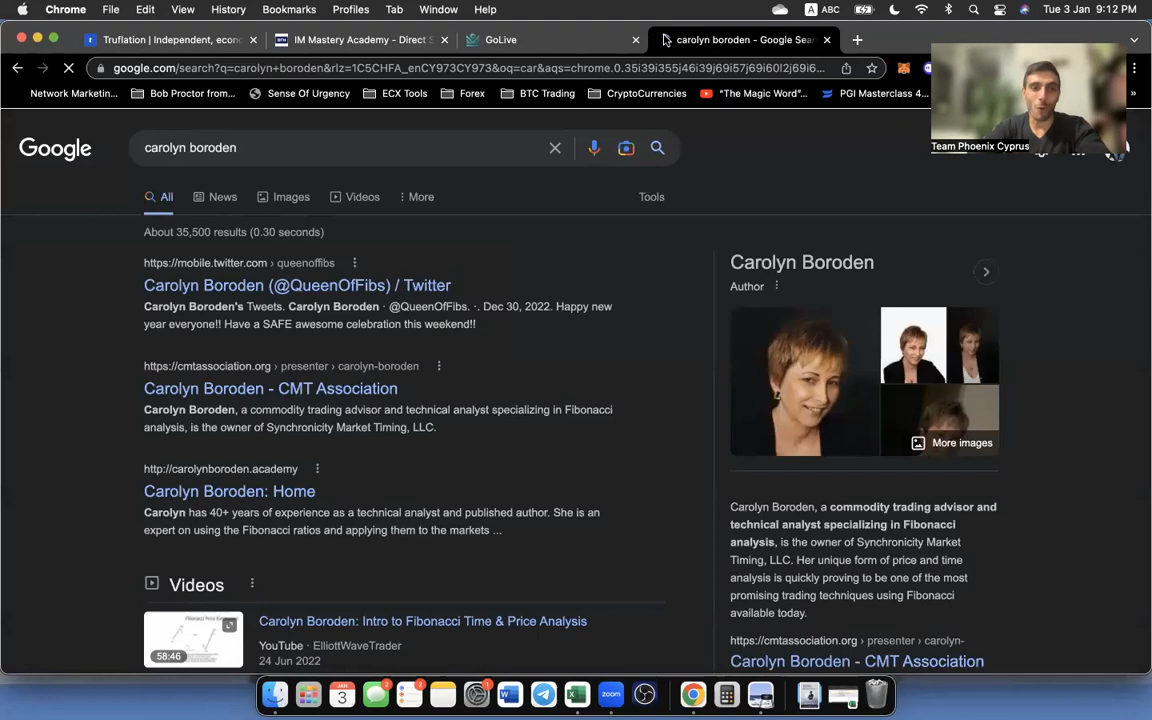 Chrome File Edit View History Bookmarks Profiles Tab Window Help
A ABC Tue 3 Jan 9:12 PM
Truflation | Independent, econ
IM Mastery Academy - Direct S
GoLive
carolyn boroden - Google Sear
google.com/search?q=carolyn+boroden&rlz=1C5CHFA_enCY973CY973&oq=car&aqs=chrome.0.35i39i355j46i39j69i57j69i60l2j69i6...
Network Marketin...
Bob Proctor from...
Sense Of Urgency
ECX Tools
Forex
BTC Trading
CryptoCurrencies
"The Magic Word"...
PGI Masterclass 4...
»
Team Phoenix Cyprus
Google
carolyn boroden
All
News
Images
Videos
More
Tools
About 35,500 results (0.30 seconds)
https://mobile.twitter.com › queenoffibs
Carolyn Boroden (@QueenOfFibs) / Twitter
Carolyn Boroden's Tweets. Carolyn Boroden · @QueenOfFibs. ·. Dec 30, 2022. Happy new
year everyone!! Have a SAFE awesome celebration this weekend!!
https://cmtassociation.org › presenter › carolyn-boroden
Carolyn Boroden - CMT Association
Carolyn Boroden, a commodity trading advisor and technical analyst specializing in Fibonacci
analysis, is the owner of Synchronicity Market Timing, LLC.
http://carolynboroden.academy
Carolyn Boroden: Home
Carolyn has 40+ years of experience as a technical analyst and published author. She is an
expert on using the Fibonacci ratios and applying them to the markets ...
Videos
58:46
Carolyn Boroden: Intro to Fibonacci Time & Price Analysis
YouTube · ElliottWaveTrader
24 Jun 2022
Carolyn Boroden
Author
More images
Carolyn Boroden, a commodity trading advisor and
technical analyst specializing in Fibonacci
analysis, is the owner of Synchronicity Market
Timing, LLC. Her unique form of price and time
analysis is quickly proving to be one of the most
promising trading techniques using Fibonacci
available today.
https://cmtassociation.org › presenter › carolyn-
Carolyn Boroden - CMT Association
JAN
3
2
2
1
zoom